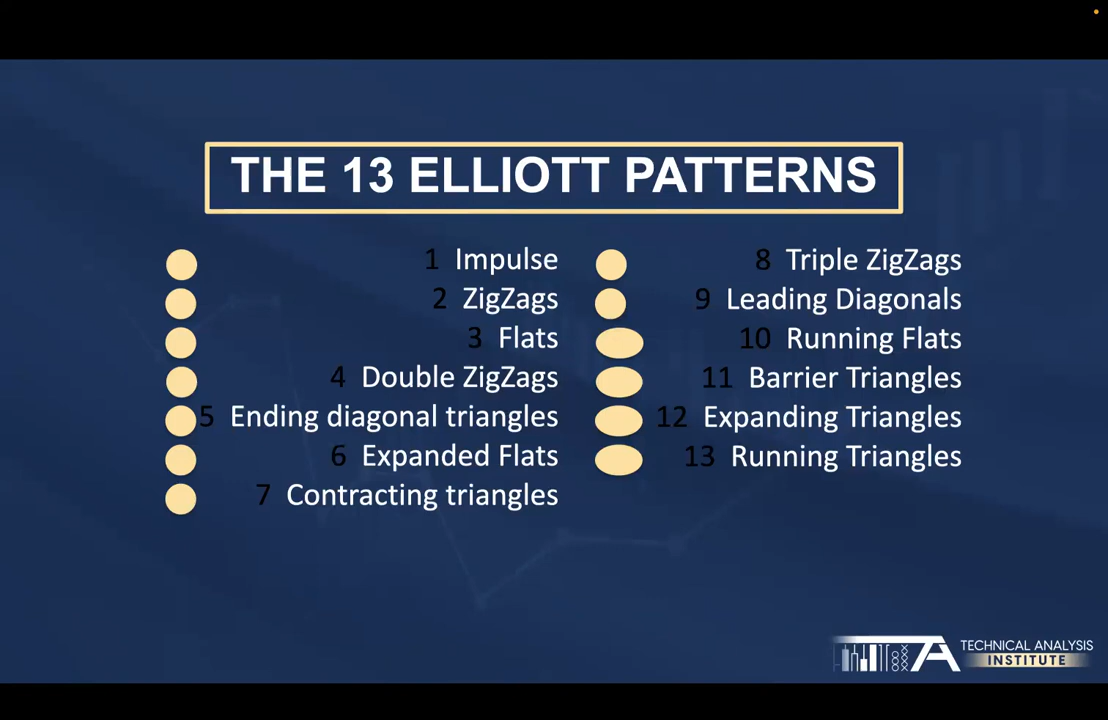 THE 13 ELLIOTT PATTERNS
1 Impulse
2 ZigZags
3 Flats
4 Double ZigZags
5 Ending diagonal triangles
6 Expanded Flats
7 Contracting triangles
8 Triple ZigZags
9 Leading Diagonals
10 Running Flats
11 Barrier Triangles
12 Expanding Triangles
13 Running Triangles
TECHNICAL ANALYSIS
INSTITUTE